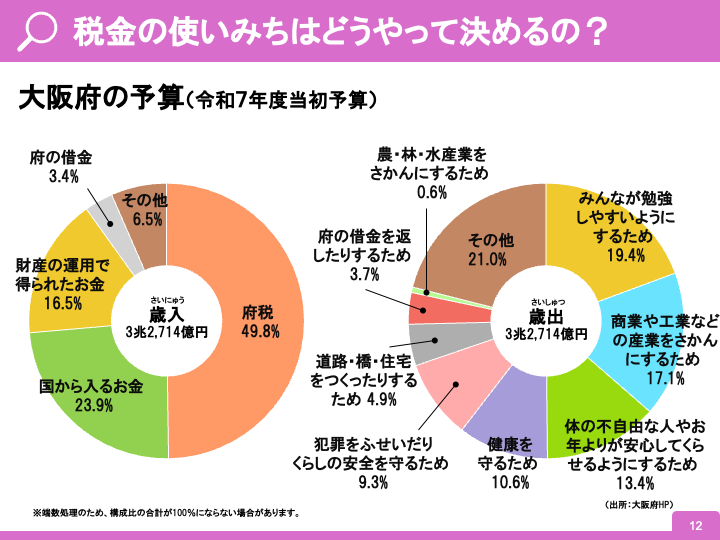 税金の使いみちはどうやって決めるの？
大阪府の予算（令和7年度当初予算）
府の借金
3.4%
その他
6.5%
財産の運用で
得られたお金
16.5%
さいにゅう
歳入
3兆2,714億円
府税
49.8%
国から入るお金
23.9%
農・林・水産業を
さかんにするため
0.6%
府の借金を返
したりするため
3.7%
その他
21.0%
みんなが勉強
しやすいように
するため
19.4%
さいしゅつ
歳出
3兆2,714億円
商業や工業など
の産業をさかん
にするため
17.1%
道路・橋・住宅
をつくったりする
ため 4.9%
犯罪をふせいだり
くらしの安全を守るため
9.3%
健康を
守るため
10.6%
体の不自由な人やお
年よりが安心してくら
せるようにするため
13.4%
（出所：大阪府HP）
※端数処理のため、構成比の合計が100％にならない場合があります。
12